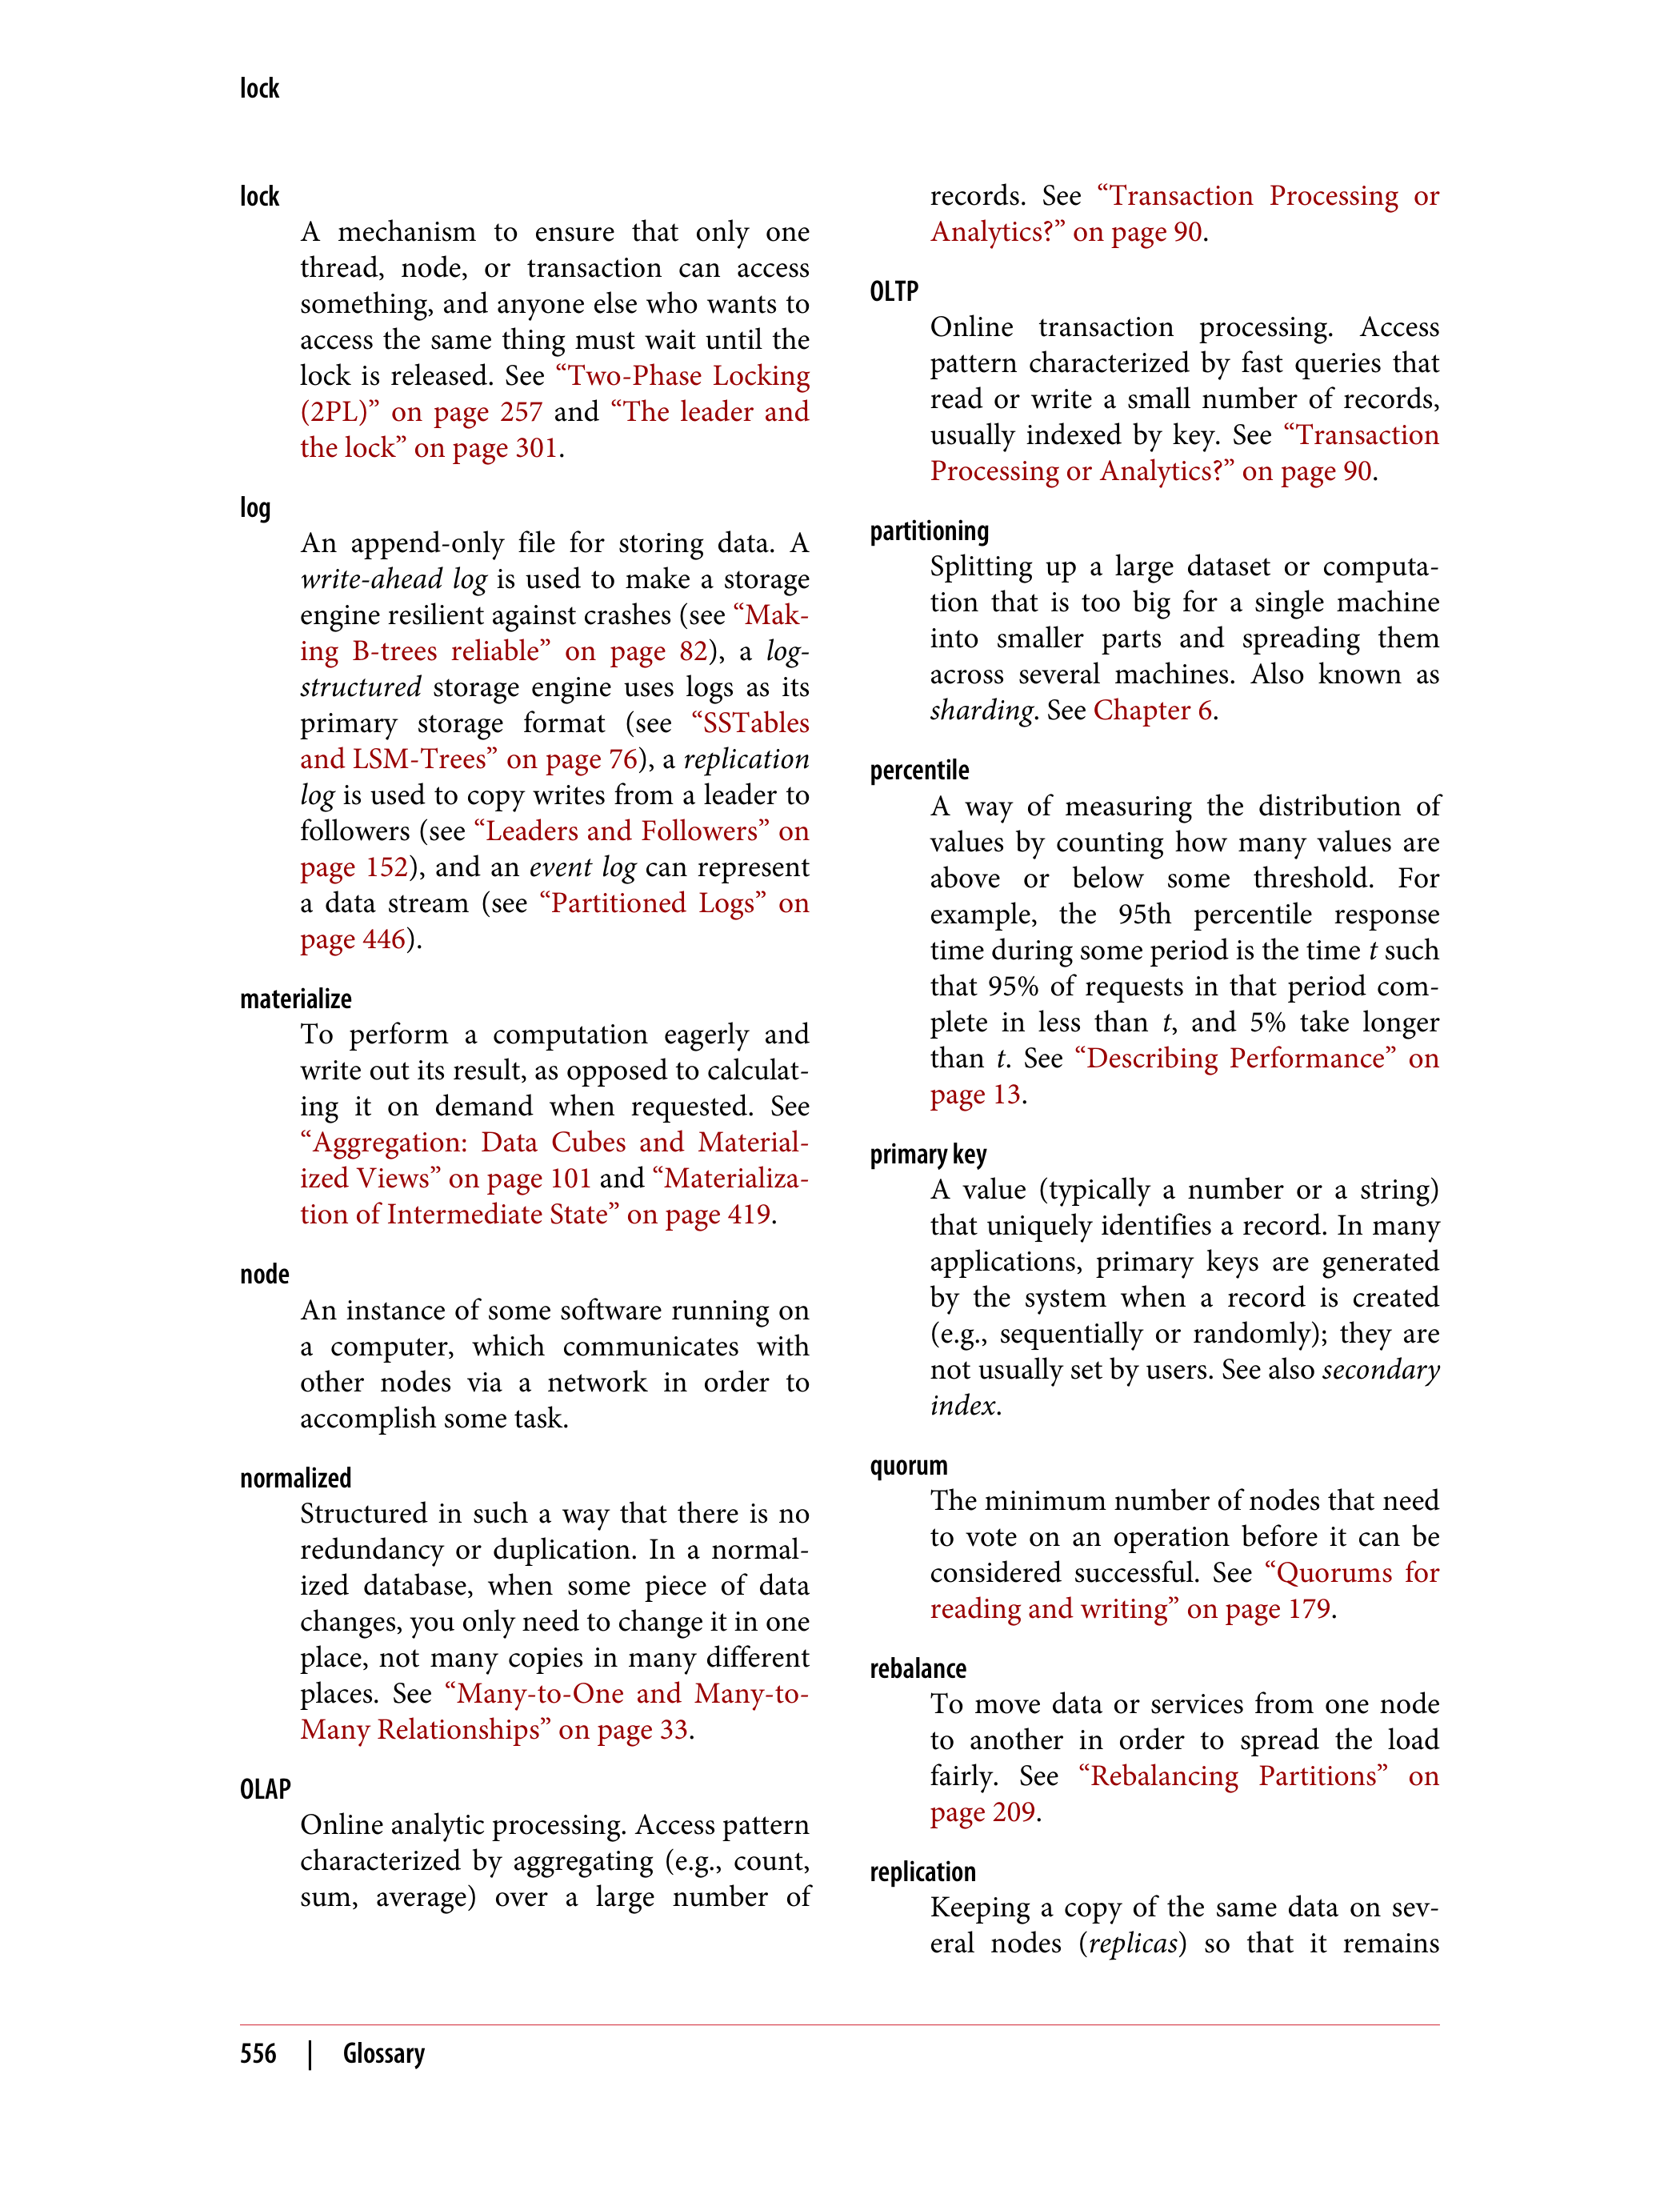 lock
lock
A mechanism to ensure that only one
thread, node, or transaction can access
something, and anyone else who wants to
access the same thing must wait until the
lock is released. See “Two-Phase Locking
(2PL)” on page 257 and “The leader and
the lock” on page 301.
log
An append-only file for storing data. A
write-ahead log is used to make a storage
engine resilient against crashes (see “Mak-
ing B-trees reliable” on page 82), a log-
structured storage engine uses logs as its
primary storage format (see “SSTables
and LSM-Trees” on page 76), a replication
log is used to copy writes from a leader to
followers (see “Leaders and Followers” on
page 152), and an event log can represent
a data stream (see “Partitioned Logs” on
page 446).
materialize
To perform a computation eagerly and
write out its result, as opposed to calculat-
ing it on demand when requested. See
“Aggregation: Data Cubes and Material-
ized Views” on page 101 and “Materializa-
tion of Intermediate State” on page 419.
node
An instance of some software running on
a computer, which communicates with
other nodes via a network in order to
accomplish some task.
normalized
Structured in such a way that there is no
redundancy or duplication. In a normal-
ized database, when some piece of data
changes, you only need to change it in one
place, not many copies in many different
places. See “Many-to-One and Many-to-
Many Relationships” on page 33.
OLAP
Online analytic processing. Access pattern
characterized by aggregating (e.g., count,
sum, average) over a large number of
records. See “Transaction Processing or
Analytics?” on page 90.
OLTP
Online transaction processing. Access
pattern characterized by fast queries that
read or write a small number of records,
usually indexed by key. See “Transaction
Processing or Analytics?” on page 90.
partitioning
Splitting up a large dataset or computa-
tion that is too big for a single machine
into smaller parts and spreading them
across several machines. Also known as
sharding. See Chapter 6.
percentile
A way of measuring the distribution of
values by counting how many values are
above or below some threshold. For
example, the 95th percentile response
time during some period is the time t such
that 95% of requests in that period com-
plete in less than t, and 5% take longer
than t. See “Describing Performance” on
page 13.
primary key
A value (typically a number or a string)
that uniquely identifies a record. In many
applications, primary keys are generated
by the system when a record is created
(e.g., sequentially or randomly); they are
not usually set by users. See also secondary
index.
quorum
The minimum number of nodes that need
to vote on an operation before it can be
considered successful. See “Quorums for
reading and writing” on page 179.
rebalance
To move data or services from one node
to another in order to spread the load
fairly. See “Rebalancing Partitions” on
page 209.
replication
Keeping a copy of the same data on sev-
eral nodes (replicas) so that it remains
556 | Glossary